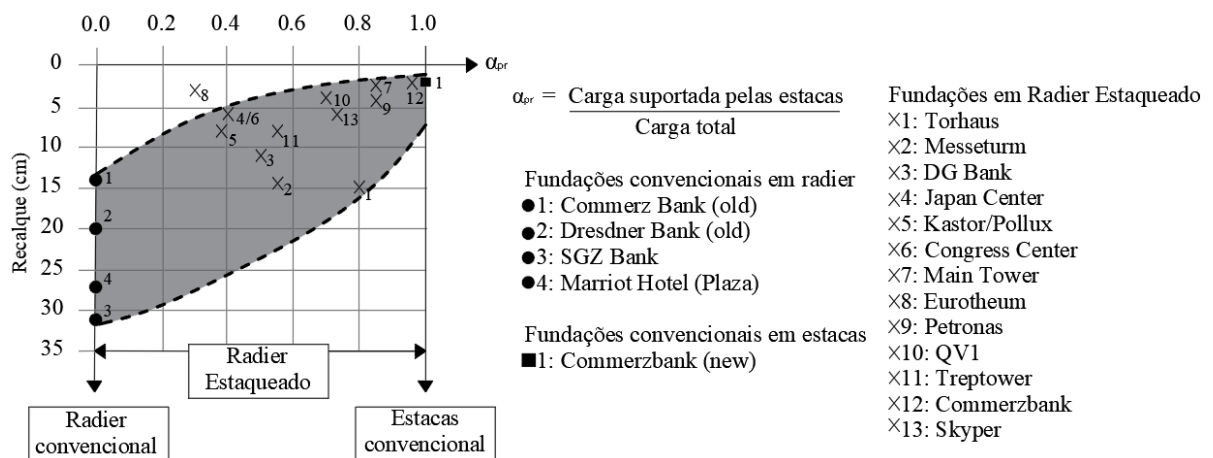 0.0 0.2 0.4 0.6 0.8 1.0
αpr
Recalque (cm)
0
5
10
15
20
25
30
35
1
2
4
3
8
4/6
5
3
2
11
10
13
7
9
12
1
1
Radier
Estaqueado
Radier
convencional
Estacas
convencional
αpr = Carga suportada pelas estacas
Carga total
Fundações convencionais em radier
1: Commerz Bank (old)
2: Dresdner Bank (old)
3: SGZ Bank
4: Marriot Hotel (Plaza)
Fundações convencionais em estacas
1: Commerzbank (new)
Fundações em Radier Estaqueado
×1: Torhaus
×2: Messeturm
×3: DG Bank
×4: Japan Center
×5: Kastor/Pollux
×6: Congress Center
×7: Main Tower
×8: Eurotheum
×9: Petronas
×10: QV1
×11: Treptower
×12: Commerzbank
×13: Skyper